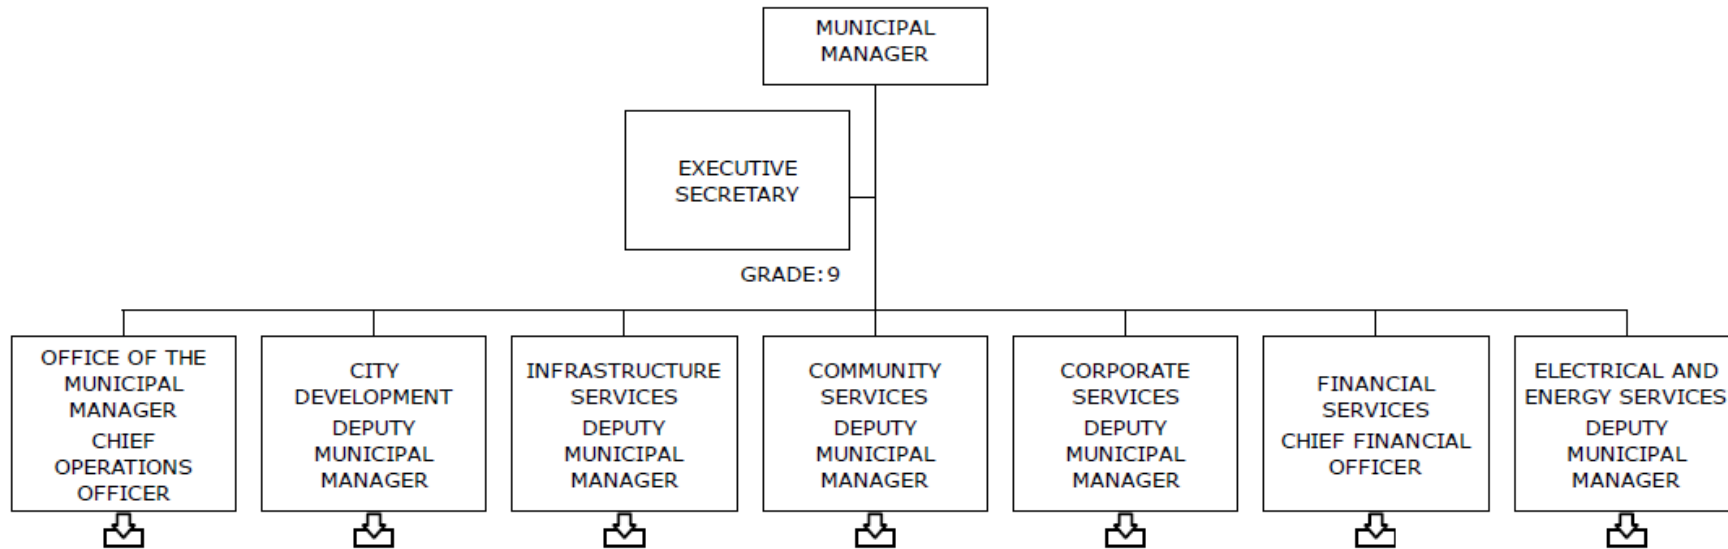 MUNICIPAL
MANAGER
EXECUTIVE
SECRETARY
GRADE:9
OFFICE OF THE
MUNICIPAL
MANAGER
CHIEF
OPERATIONS
OFFICER
CITY
DEVELOPMENT
DEPUTY
MUNICIPAL
MANAGER
INFRASTRUCTURE
SERVICES
DEPUTY
MUNICIPAL
MANAGER
COMMUNITY
SERVICES
DEPUTY
MUNICIPAL
MANAGER
CORPORATE
SERVICES
DEPUTY
MUNICIPAL
MANAGER
FINANCIAL
SERVICES
CHIEF FINANCIAL
OFFICER
ELECTRICAL AND
ENERGY SERVICES
DEPUTY
MUNICIPAL
MANAGER